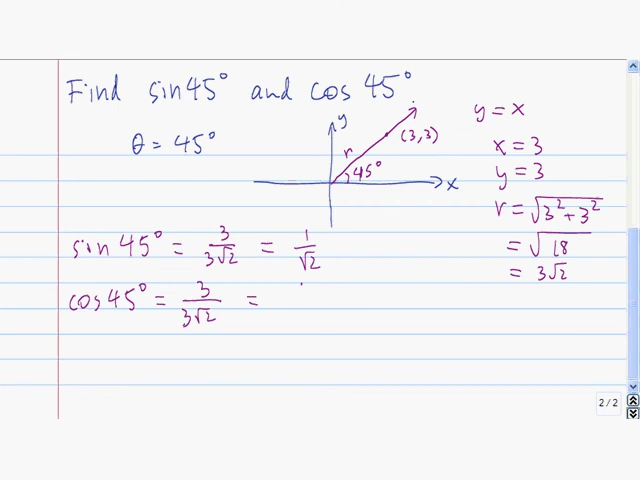 Find sin45° and cos 45°
θ = 45°
y
r
45°
(3,3)
x
y = x
x = 3
y = 3
r = √3²+3²
= √18
= 3√2
sin 45° = 3/3√2 = 1/√2
cos 45° = 3/3√2 =
2 / 2